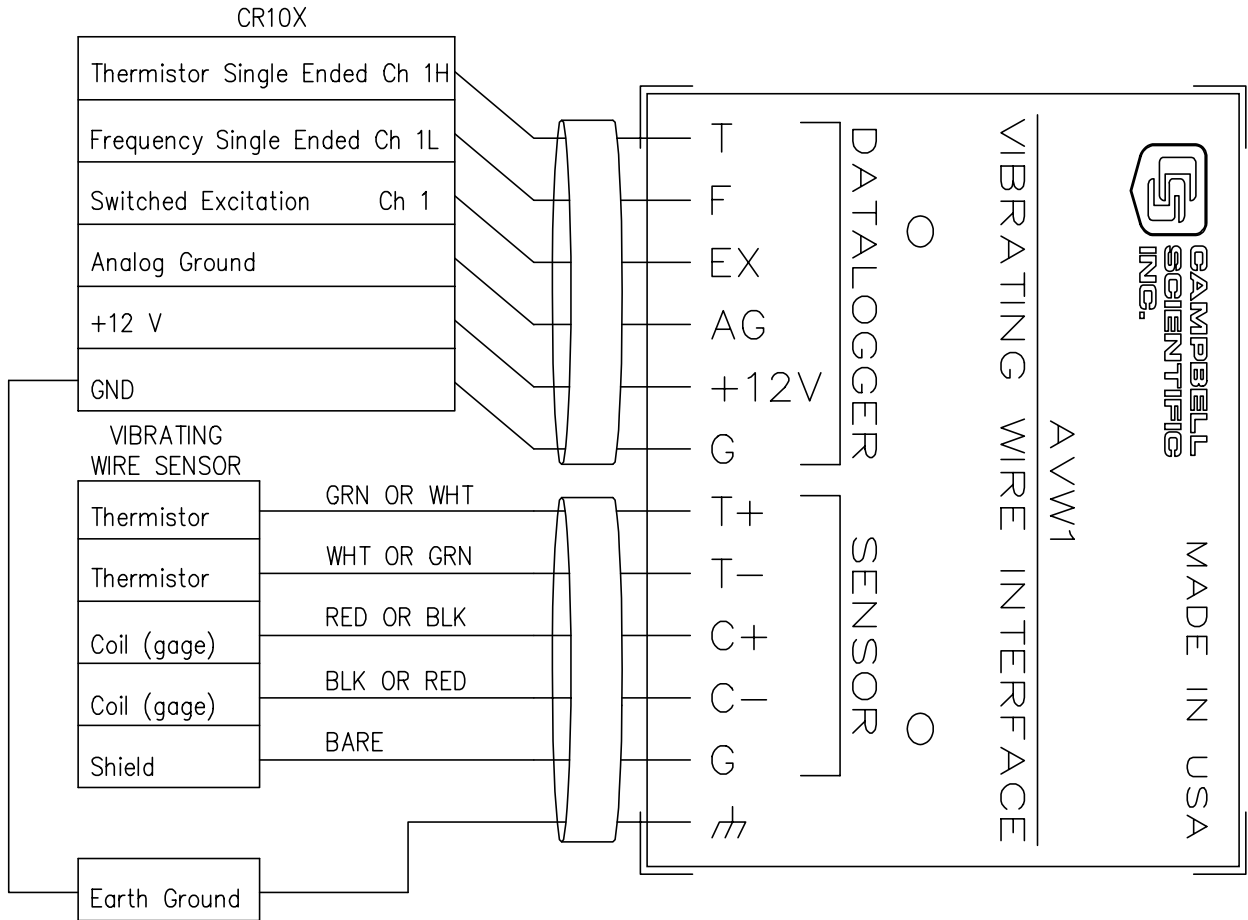 CR10X
Thermistor Single Ended Ch 1H
Frequency Single Ended Ch 1L
Switched Excitation Ch 1
Analog Ground
+12 V
GND
VIBRATING
WIRE SENSOR
Thermistor
Thermistor
Coil (gage)
Coil (gage)
Shield
Earth Ground
GRN OR WHT
WHT OR GRN
RED OR BLK
BLK OR RED
BARE
T
F
EX
AG
+12V
G
T+
T-
C+
C-
G
DATALOGGER
SENSOR
VIBRATING WIRE INTERFACE
AVW1
CAMPBELL
SCIENTIFIC
INC.
MADE IN USA